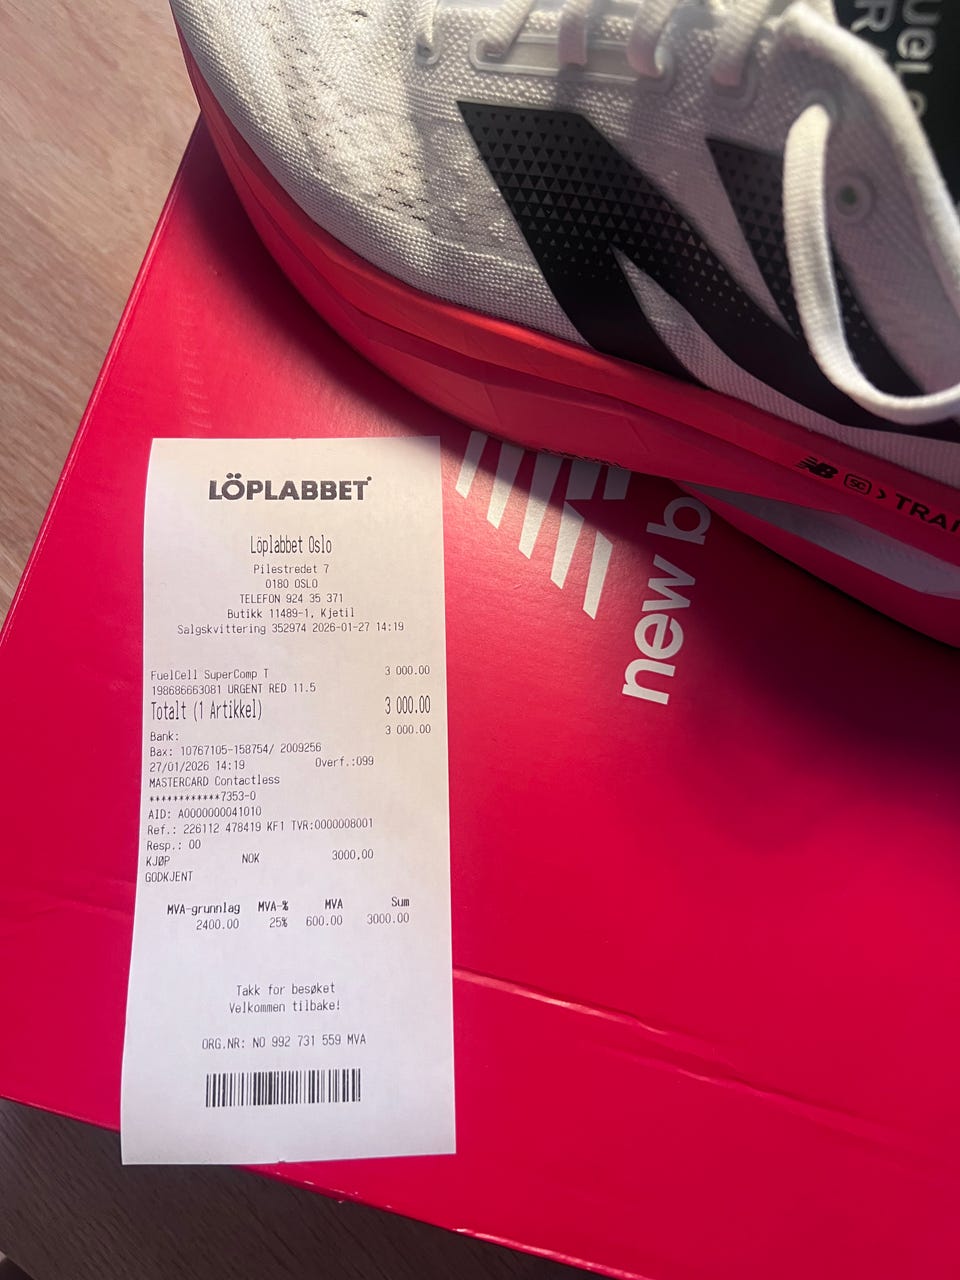 LÖPLABBET
Löplabbet Oslo
Pilestredet 7
0180 OSLO
TELEFON 924 35 371
Butikk 11489-1, Kjetil
Salgskvittering 352974 2026-01-27 14:19
FuelCell SuperComp T 3 000.00
198686663081 URGENT RED 11.5
Totalt (1 Artikkel) 3 000.00
Bank: 3 000.00
Bax: 10767105-158754/ 2009256
27/01/2026 14:19 Overf.:099
MASTERCARD Contactless
************7353-0
AID: A0000000041010
Ref.: 226112 478419 KF1 TVR:0000008001
Resp.: 00
KJØP NOK 3000,00
GODKJENT
MVA-grunnlag MVA-% MVA Sum
2400.00 25% 600.00 3000.00
Takk for besøket
Velkommen tilbake!
ORG.NR: NO 992 731 559 MVA
new b
NB SC > TRAI